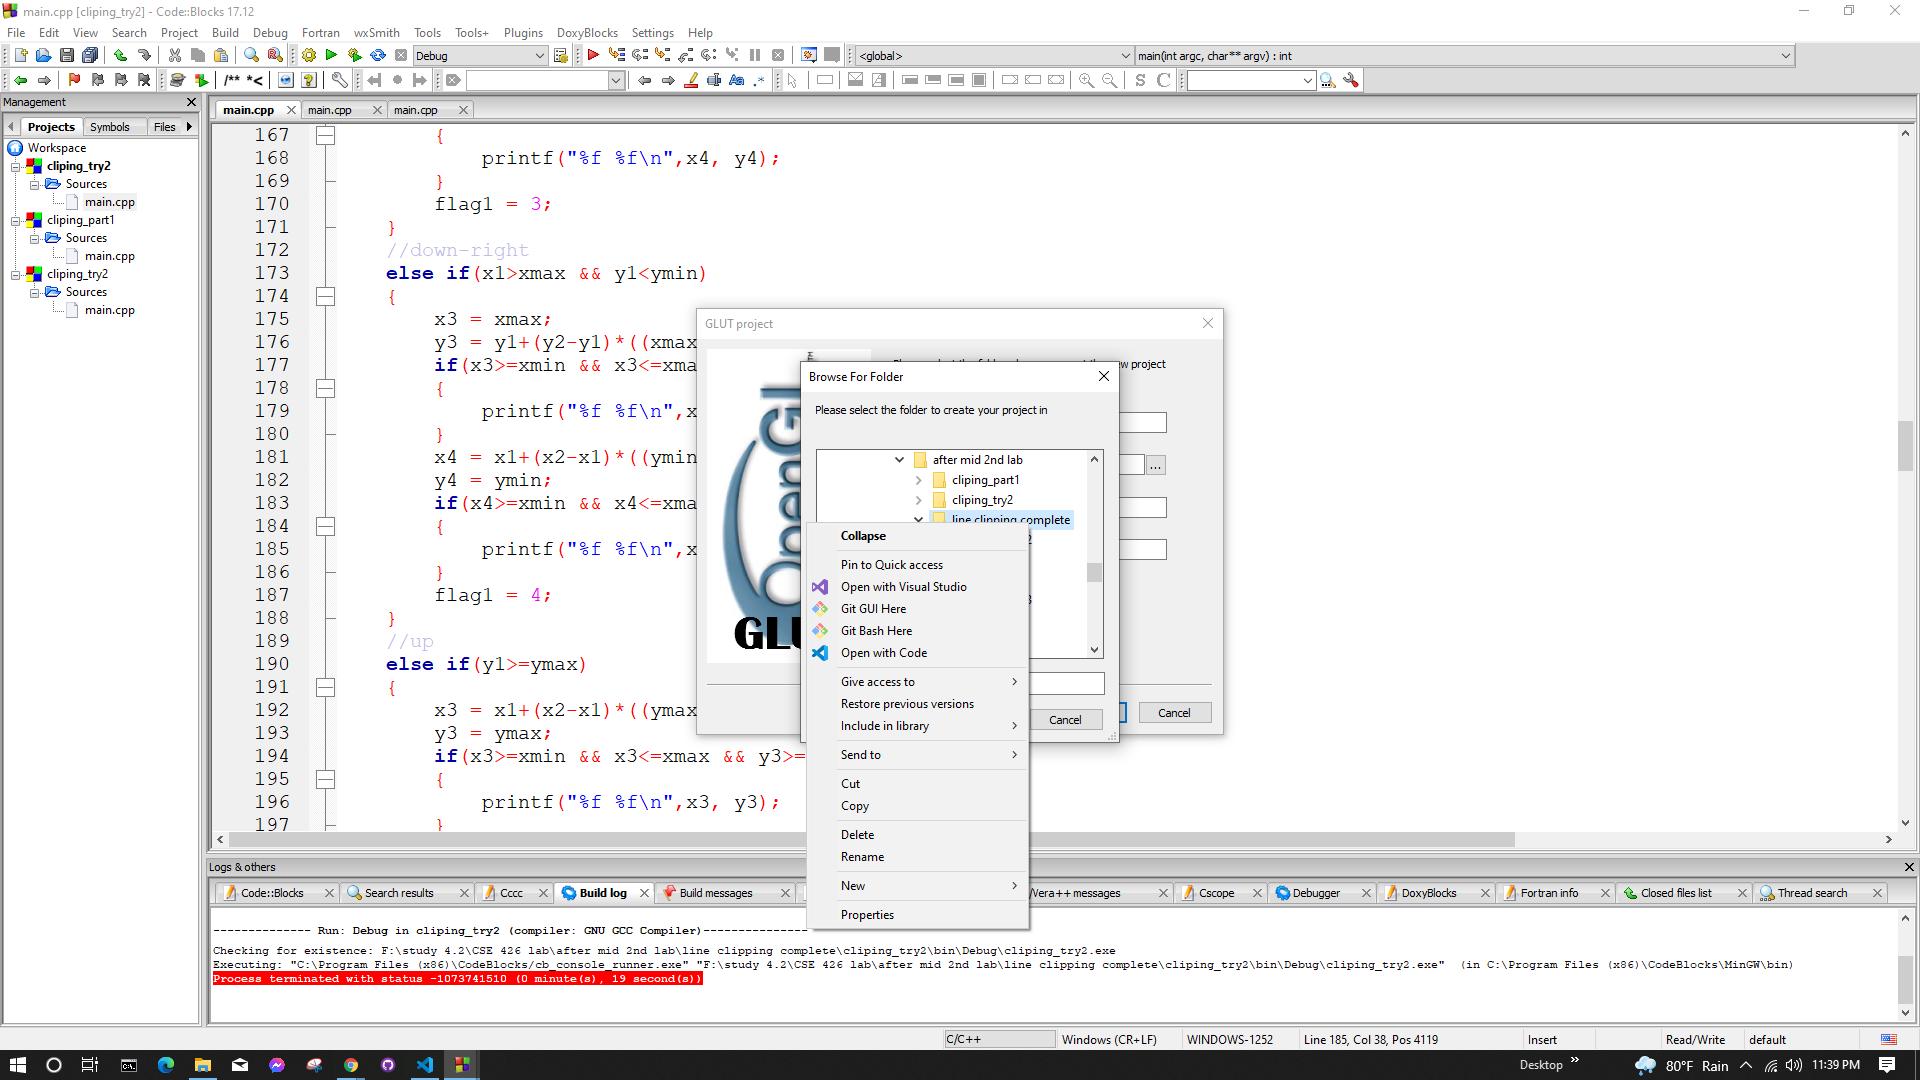 main.cpp [cliping_try2] - Code::Blocks 17.12
File Edit View Search Project Build Debug Fortran wxSmith Tools Tools+ Plugins DoxyBlocks Settings Help
Debug <global> main(int argc, char** argv) : int
/** *< Aa .* S C
Management
main.cpp main.cpp main.cpp
Projects Symbols Files
Workspace
cliping_try2
Sources
main.cpp
cliping_part1
Sources
main.cpp
cliping_try2
Sources
main.cpp
167 {
168 printf("%f %f\n",x4, y4);
169 }
170 flag1 = 3;
171 }
172 //down-right
173 else if(x1>xmax && y1<ymin)
174 {
175 x3 = xmax;
176 y3 = y1+(y2-y1)*((xmax
177 if(x3>=xmin && x3<=xma
178 {
179 printf("%f %f\n",x
180 }
181 x4 = x1+(x2-x1)*((ymin
182 y4 = ymin;
183 if(x4>=xmin && x4<=xma
184 {
185 printf("%f %f\n",x
186 }
187 flag1 = 4;
188 }
189 //up
190 else if(y1>=ymax)
191 {
192 x3 = x1+(x2-x1)*((ymax
193 y3 = ymax;
194 if(x3>=xmin && x3<=xmax && y3>=
195 {
196 printf("%f %f\n",x3, y3);
197 }
GLUT project
w project
OpenGL
GLU
...
Cancel
Browse For Folder
Please select the folder to create your project in
after mid 2nd lab
cliping_part1
cliping_try2
line clipping complete
Cancel
Collapse
Pin to Quick access
Open with Visual Studio
Git GUI Here
Git Bash Here
Open with Code
Give access to
Restore previous versions
Include in library
Send to
Cut
Copy
Delete
Rename
New
Properties
Logs & others
Code::Blocks Search results Cccc Build log Build messages Vera++ messages Cscope Debugger DoxyBlocks Fortran info Closed files list Thread search
-------------- Run: Debug in cliping_try2 (compiler: GNU GCC Compiler)---------------
Checking for existence: F:\study 4.2\CSE 426 lab\after mid 2nd lab\line clipping complete\cliping_try2\bin\Debug\cliping_try2.exe
Executing: "C:\Program Files (x86)\CodeBlocks/cb_console_runner.exe" "F:\study 4.2\CSE 426 lab\after mid 2nd lab\line clipping complete\cliping_try2\bin\Debug\cliping_try2.exe" (in C:\Program Files (x86)\CodeBlocks\MinGW\bin)
Process terminated with status -1073741510 (0 minute(s), 19 second(s))
C/C++ Windows (CR+LF) WINDOWS-1252 Line 185, Col 38, Pos 4119 Insert Read/Write default
Desktop » 80°F Rain 11:39 PM